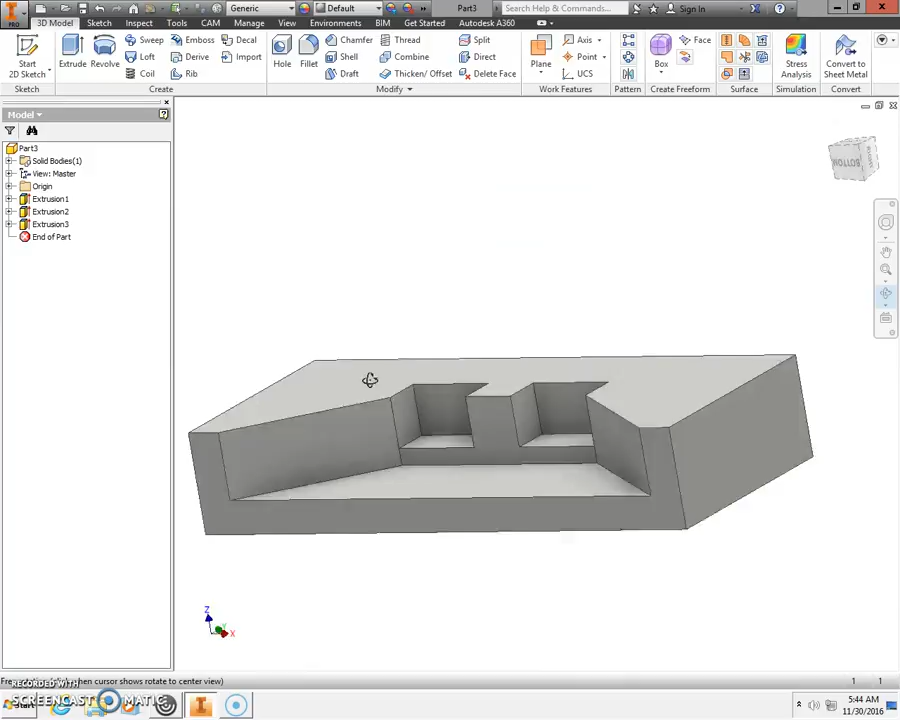 PRO
Generic
Default
Part3
Search Help & Commands...
Sign In
3D Model Sketch Inspect Tools CAM Manage View Environments BIM Get Started Autodesk A360
Start
2D Sketch
Sketch
Extrude
Revolve
Sweep
Loft
Coil
Emboss
Derive
Rib
Decal
Import
Create
Hole
Fillet
Chamfer
Shell
Draft
Thread
Combine
Thicken/ Offset
Split
Direct
Delete Face
Modify
Plane
Axis
Point
UCS
Work Features
Pattern
Box
Face
Create Freeform
Surface
Stress
Analysis
Simulation
Convert to
Sheet Metal
Convert
Model
Part3
Solid Bodies(1)
View: Master
Origin
Extrusion1
Extrusion2
Extrusion3
End of Part
BOTTOM
Z
Y
X
RECORDED WITH
SCREENCAST MATIC
when cursor shows rotate to center view)
1 1
Start
5:44 AM
11/30/2016